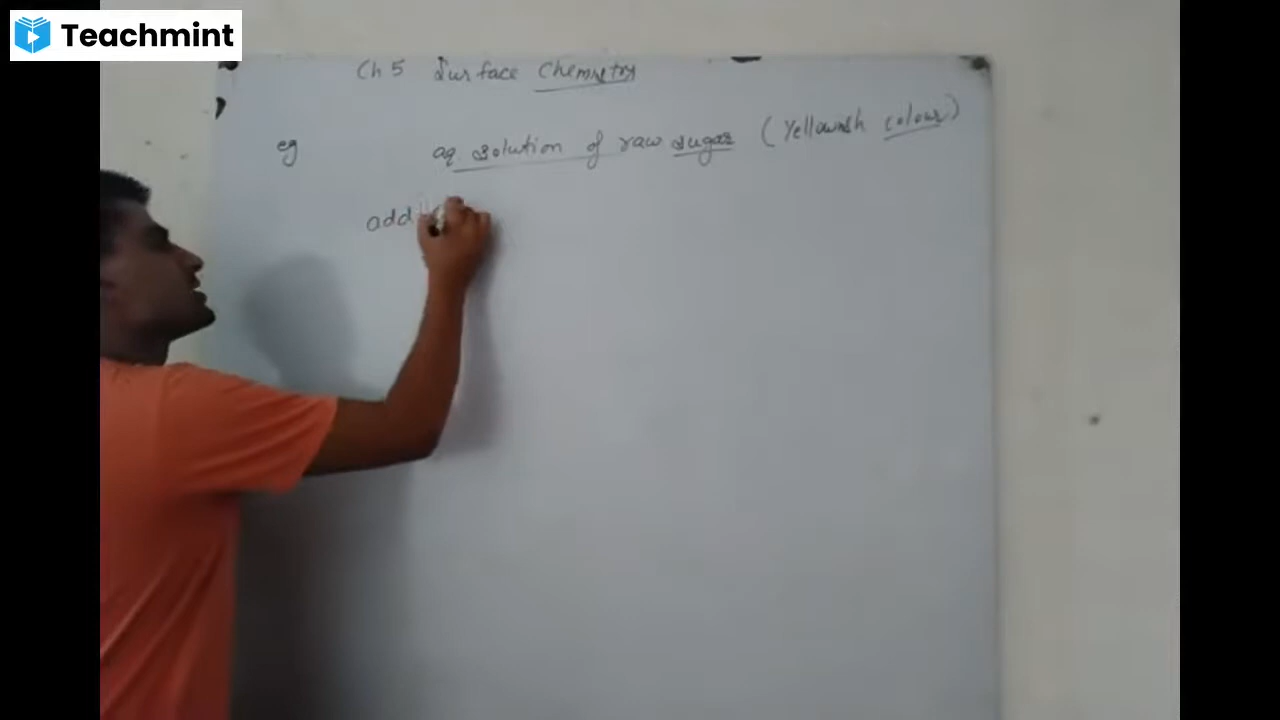 Teachmint
Ch 5 Surface Chemistry
eg aq. solution of raw sugar (Yellowish colour)
add